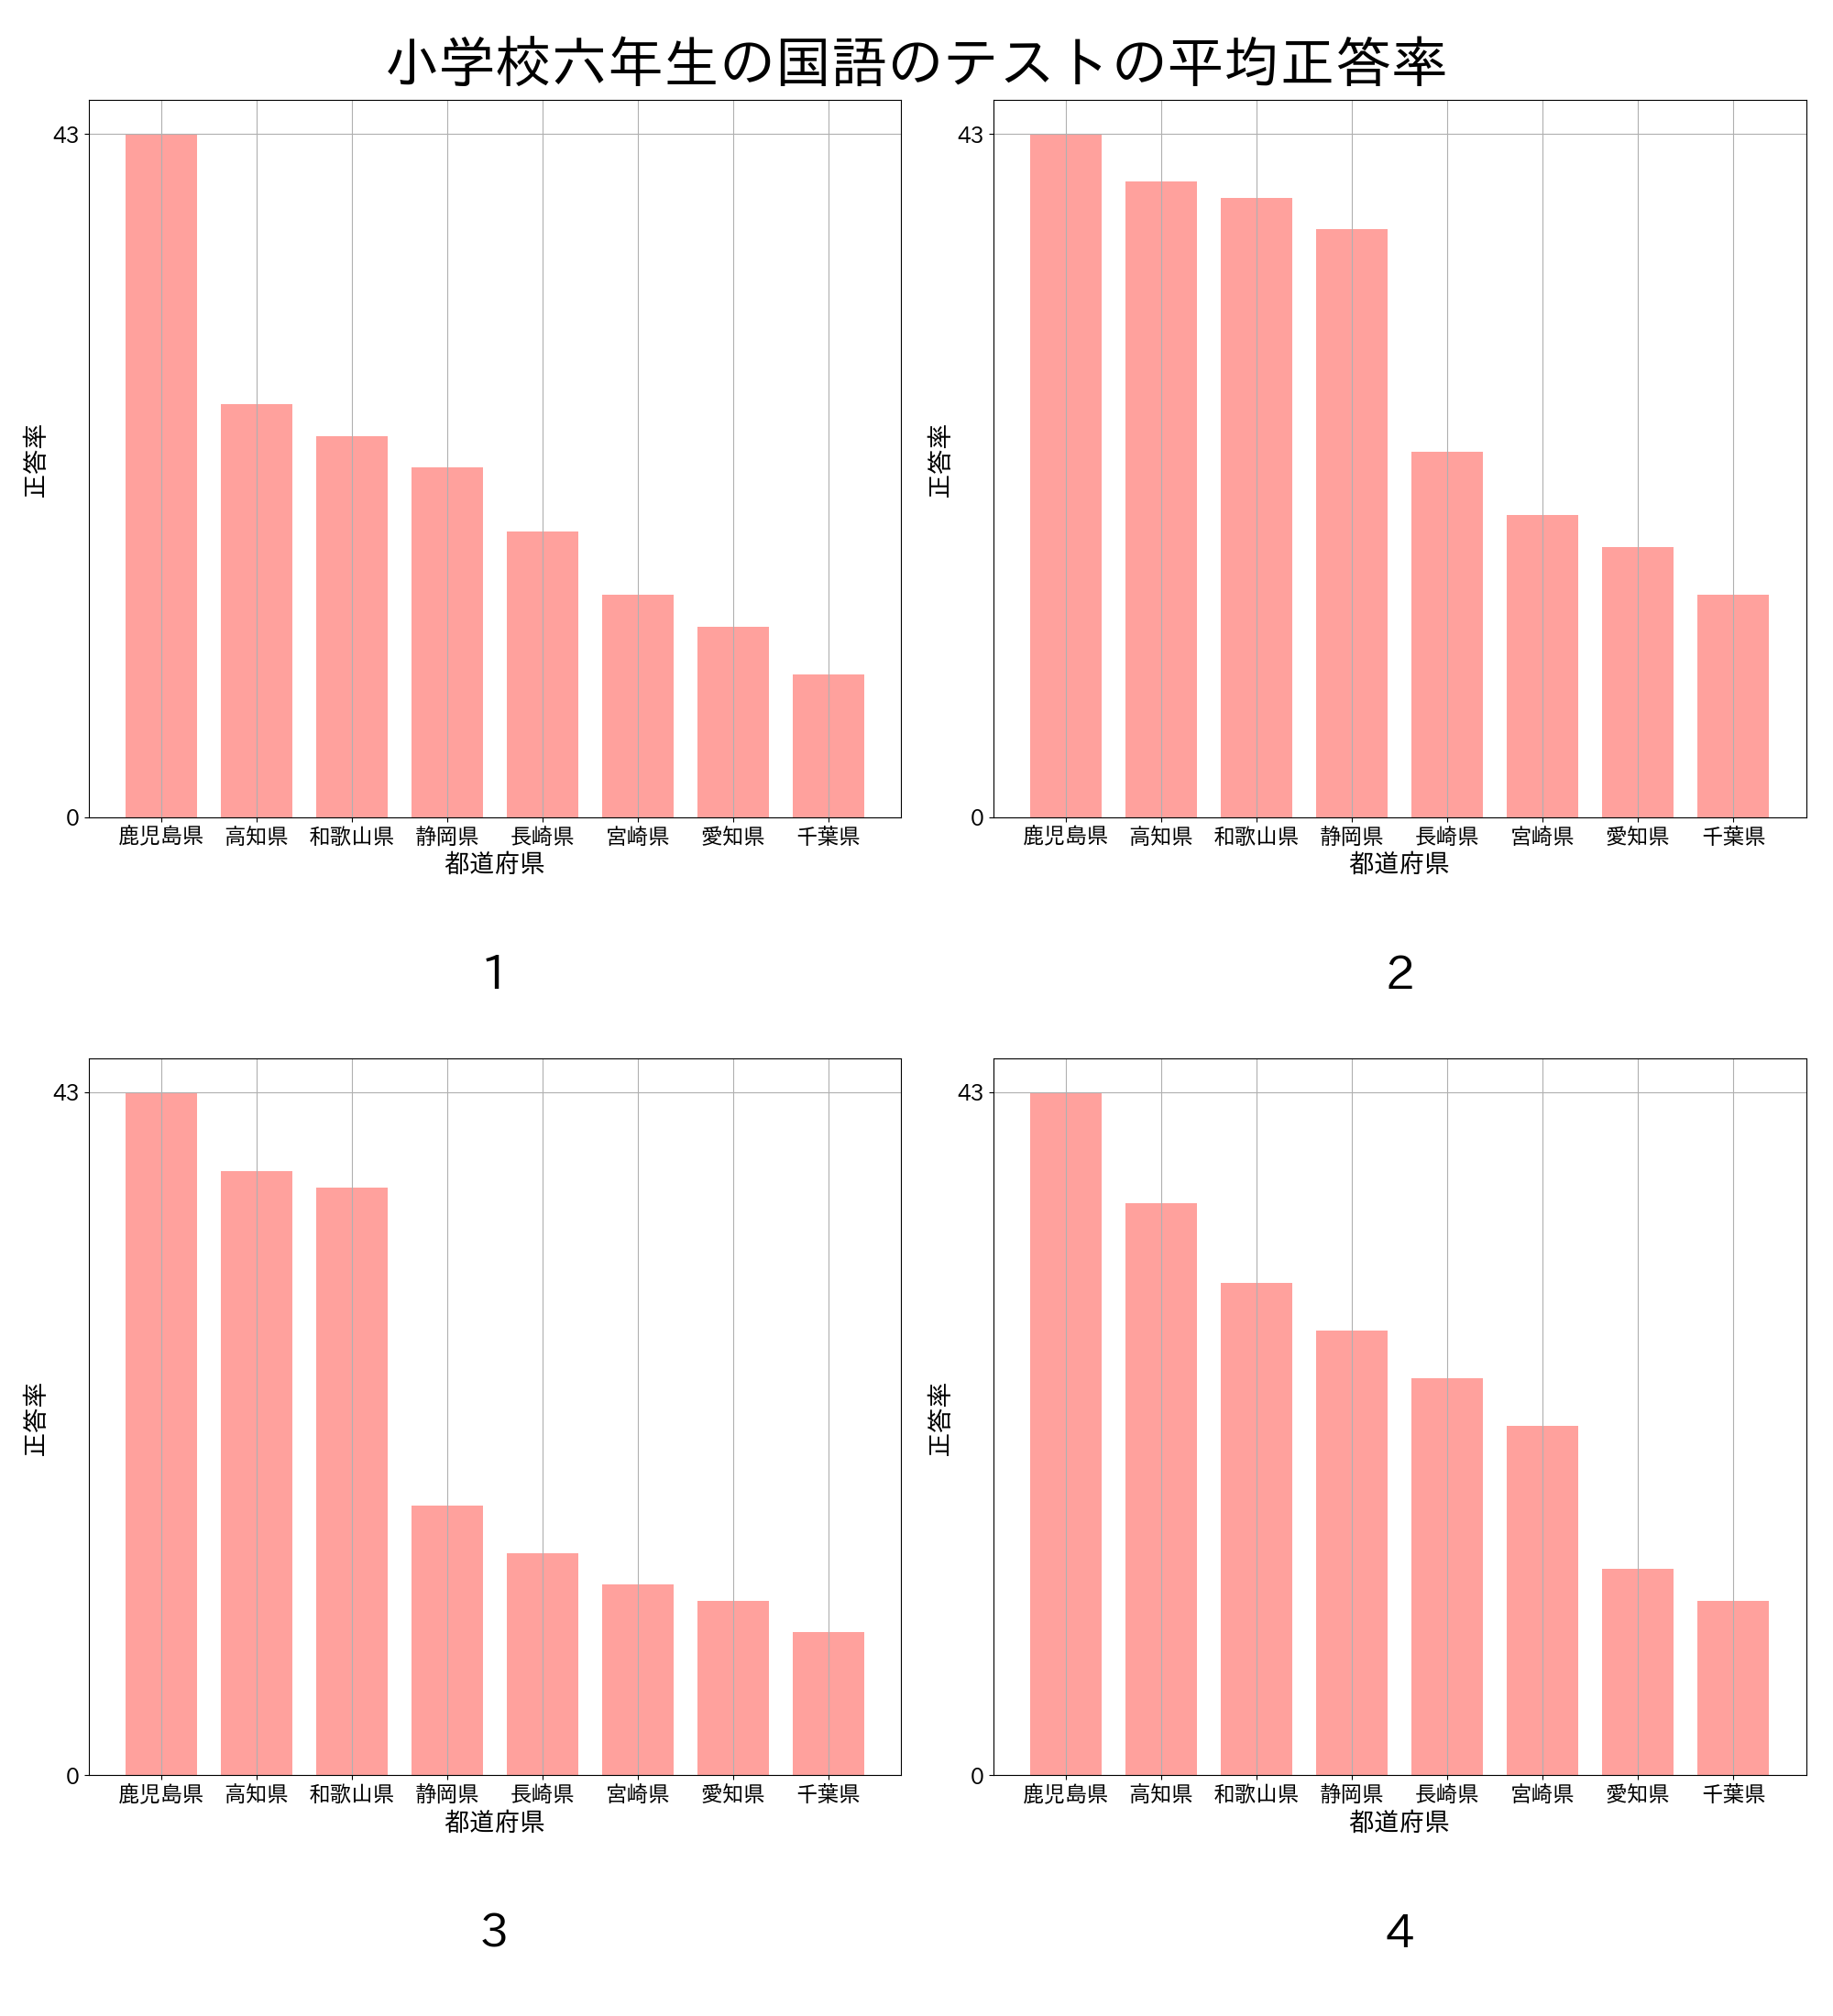 小学校六年生の国語のテストの平均正答率
43
0
正答率
鹿児島県 高知県 和歌山県 静岡県 長崎県 宮崎県 愛知県 千葉県
都道府県
1
43
0
正答率
鹿児島県 高知県 和歌山県 静岡県 長崎県 宮崎県 愛知県 千葉県
都道府県
2
43
0
正答率
鹿児島県 高知県 和歌山県 静岡県 長崎県 宮崎県 愛知県 千葉県
都道府県
3
43
0
正答率
鹿児島県 高知県 和歌山県 静岡県 長崎県 宮崎県 愛知県 千葉県
都道府県
4